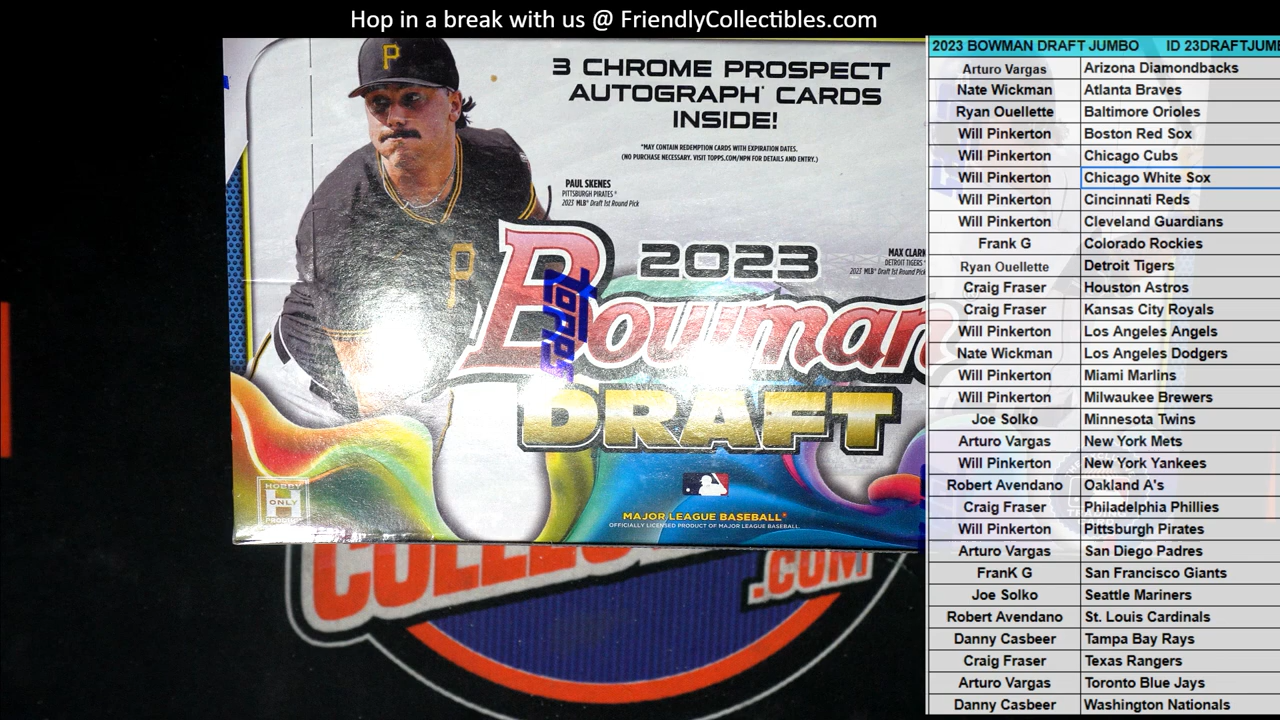 Hop in a break with us @ FriendlyCollectibles.com
3 CHROME PROSPECT
AUTOGRAPH* CARDS
INSIDE!
*MAY CONTAIN REDEMPTION CARDS WITH EXPIRATION DATES.
(NO PURCHASE NECESSARY. VISIT TOPPS.COM/NPN FOR DETAILS AND ENTRY.)
P
PAUL SKENES
PITTSBURGH PIRATES®
2023 MLB® Draft 1st Round Pick
P
2023
MAX CLARK
DETROIT TIGERS®
2023 MLB® Draft 1st Round Pick
Bowman
topps
DRAFT
HOBBY
ONLY
MAJOR LEAGUE BASEBALL®
OFFICIALLY LICENSED PRODUCT OF MAJOR LEAGUE BASEBALL.
.COM
2023 BOWMAN DRAFT JUMBO ID 23DRAFTJUMB
Arturo Vargas Arizona Diamondbacks
Nate Wickman Atlanta Braves
Ryan Ouellette Baltimore Orioles
Will Pinkerton Boston Red Sox
Will Pinkerton Chicago Cubs
Will Pinkerton Chicago White Sox
Will Pinkerton Cincinnati Reds
Will Pinkerton Cleveland Guardians
Frank G Colorado Rockies
Ryan Ouellette Detroit Tigers
Craig Fraser Houston Astros
Craig Fraser Kansas City Royals
Will Pinkerton Los Angeles Angels
Nate Wickman Los Angeles Dodgers
Will Pinkerton Miami Marlins
Will Pinkerton Milwaukee Brewers
Joe Solko Minnesota Twins
Arturo Vargas New York Mets
Will Pinkerton New York Yankees
Robert Avendano Oakland A's
Craig Fraser Philadelphia Phillies
Will Pinkerton Pittsburgh Pirates
Arturo Vargas San Diego Padres
FranK G San Francisco Giants
Joe Solko Seattle Mariners
Robert Avendano St. Louis Cardinals
Danny Casbeer Tampa Bay Rays
Craig Fraser Texas Rangers
Arturo Vargas Toronto Blue Jays
Danny Casbeer Washington Nationals